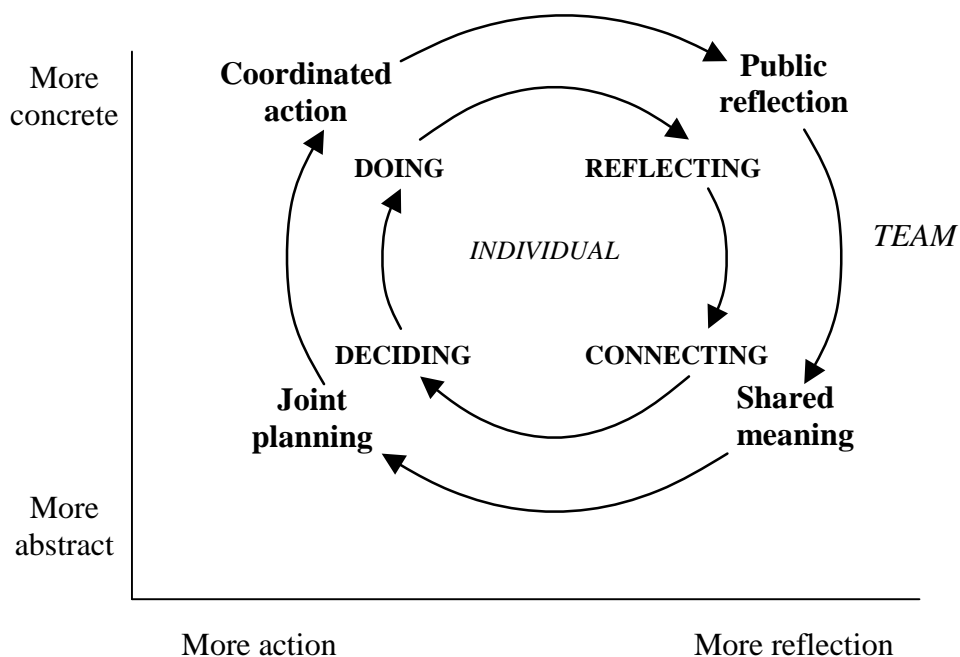 More
concrete
Coordinated
action
Public
reflection
DOING
REFLECTING
INDIVIDUAL
TEAM
DECIDING
CONNECTING
Joint
planning
Shared
meaning
More
abstract
More action
More reflection